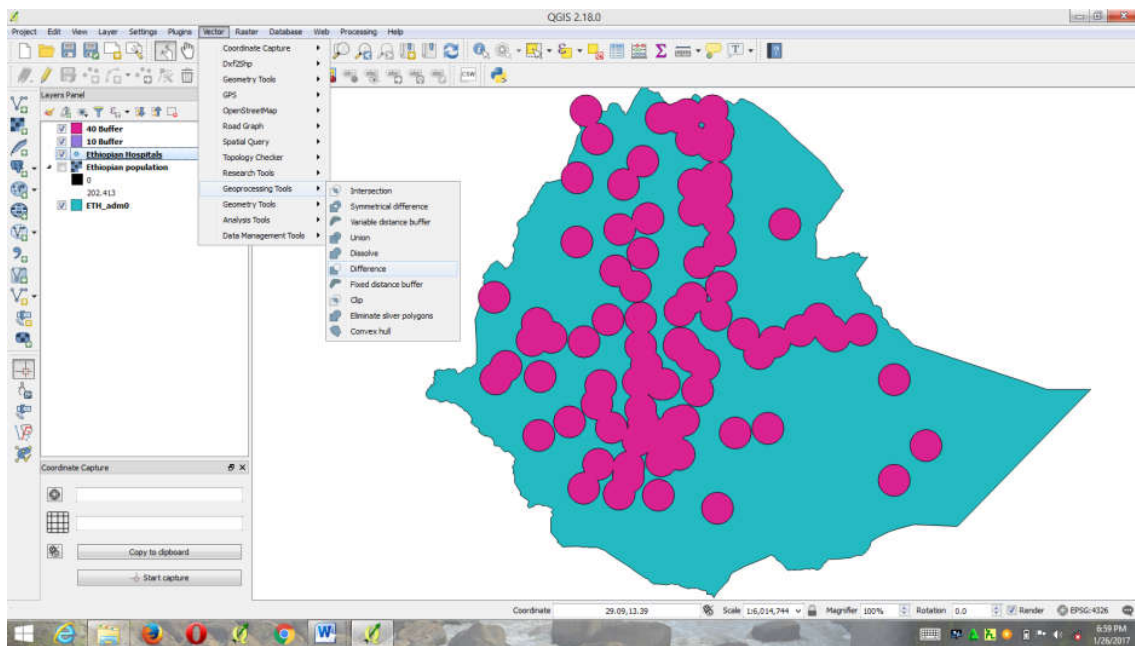 QGIS 2.18.0
Project Edit View Layer Settings Plugins Vector Raster Database Web Processing Help
CSW
Layers Panel
40 Buffer
10 Buffer
Ethiopian Hospitals
Ethiopian population
0
202.413
ETH_adm0
Coordinate Capture
Dxf2Shp
Geometry Tools
GPS
OpenStreetMap
Road Graph
Spatial Query
Topology Checker
Research Tools
Geoprocessing Tools
Geometry Tools
Analysis Tools
Data Management Tools
Intersection
Symmetrical difference
Variable distance buffer
Union
Dissolve
Difference
Fixed distance buffer
Clip
Eliminate sliver polygons
Convex hull
Coordinate Capture
Copy to clipboard
Start capture
Coordinate 29.09,13.39 Scale 1:6,014,744 Magnifier 100% Rotation 0.0 Render EPSG:4326
6:59 PM
1/26/2017